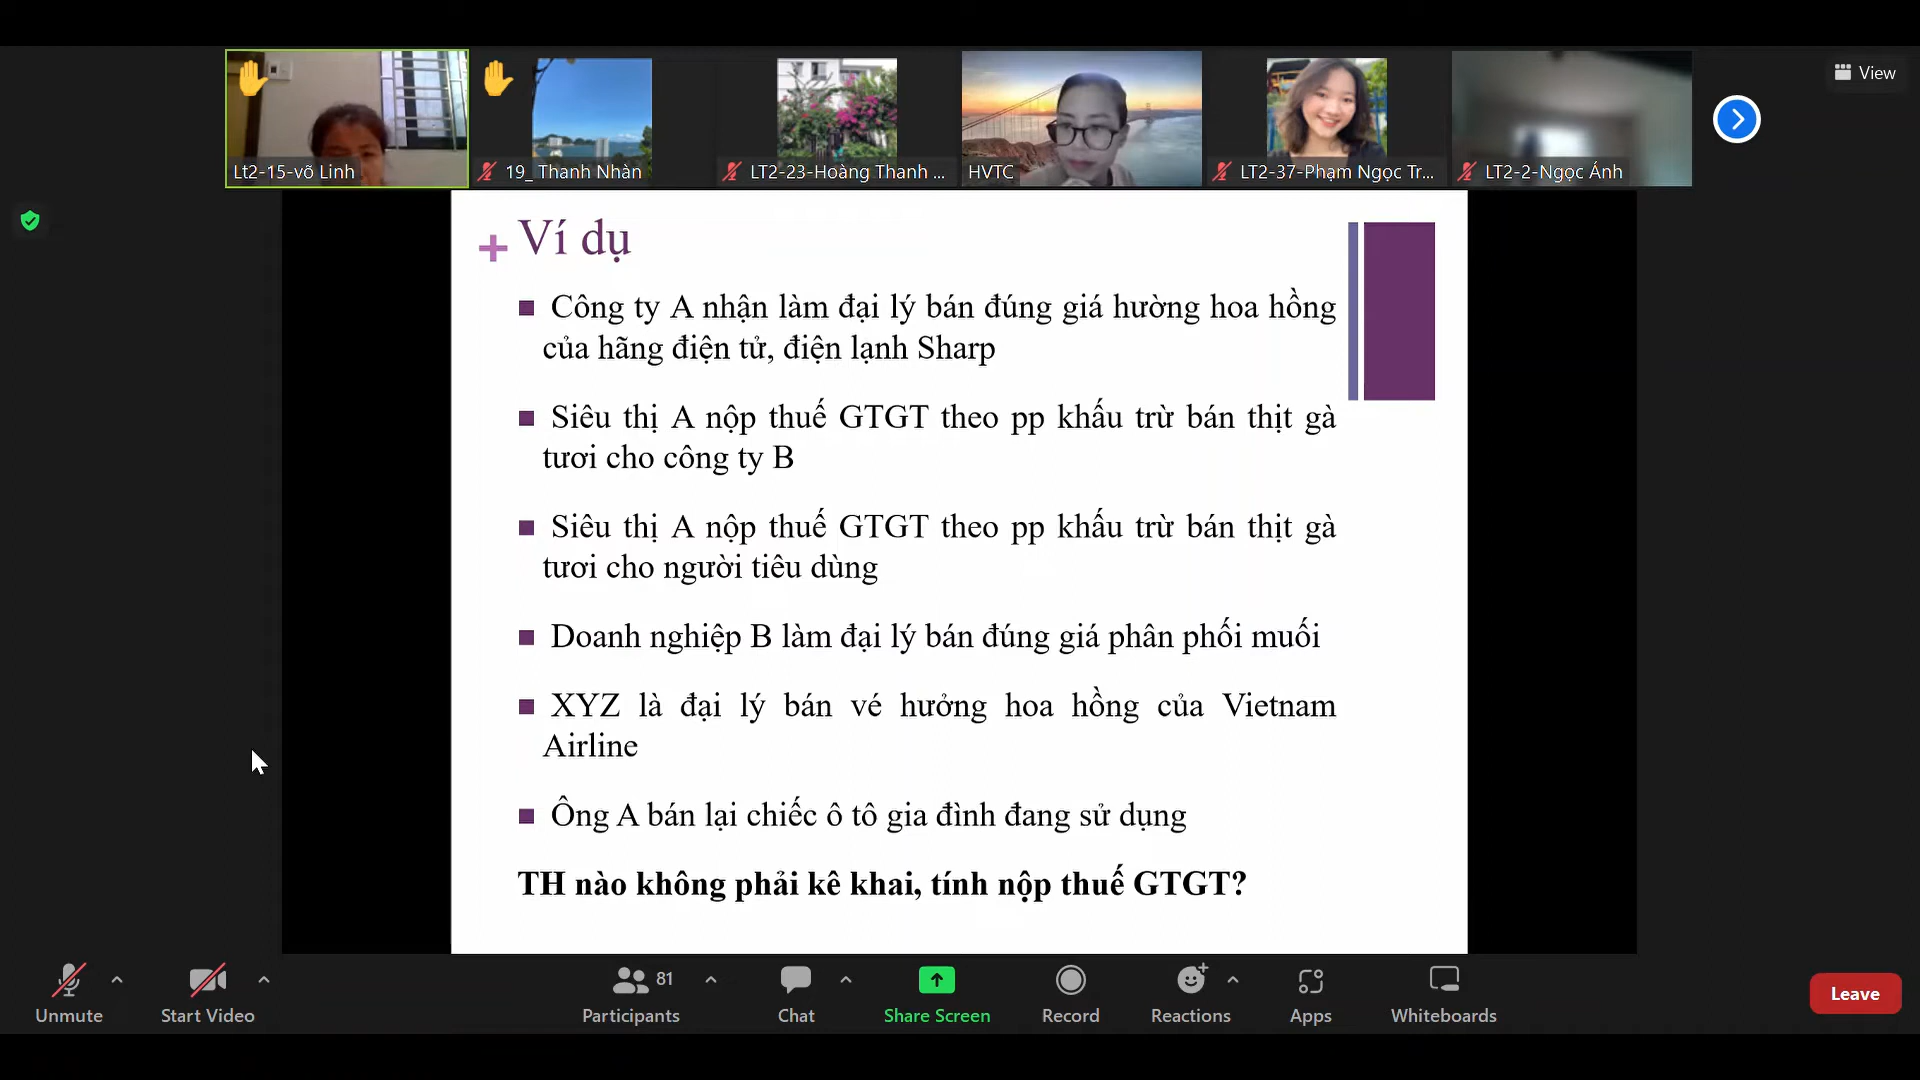 View
Lt2-15-võ Linh
19_ Thanh Nhàn
LT2-23-Hoàng Thanh ...
HVTC
LT2-37-Phạm Ngọc Tr...
LT2-2-Ngọc Ánh
+ Ví dụ
Công ty A nhận làm đại lý bán đúng giá hường hoa hồng
của hãng điện tử, điện lạnh Sharp
Siêu thị A nộp thuế GTGT theo pp khấu trừ bán thịt gà
tươi cho công ty B
Siêu thị A nộp thuế GTGT theo pp khấu trừ bán thịt gà
tươi cho người tiêu dùng
Doanh nghiệp B làm đại lý bán đúng giá phân phối muối
XYZ là đại lý bán vé hưởng hoa hồng của Vietnam
Airline
Ông A bán lại chiếc ô tô gia đình đang sử dụng
TH nào không phải kê khai, tính nộp thuế GTGT?
Unmute
Start Video
Participants
81
Chat
Share Screen
Record
Reactions
Apps
Whiteboards
Leave